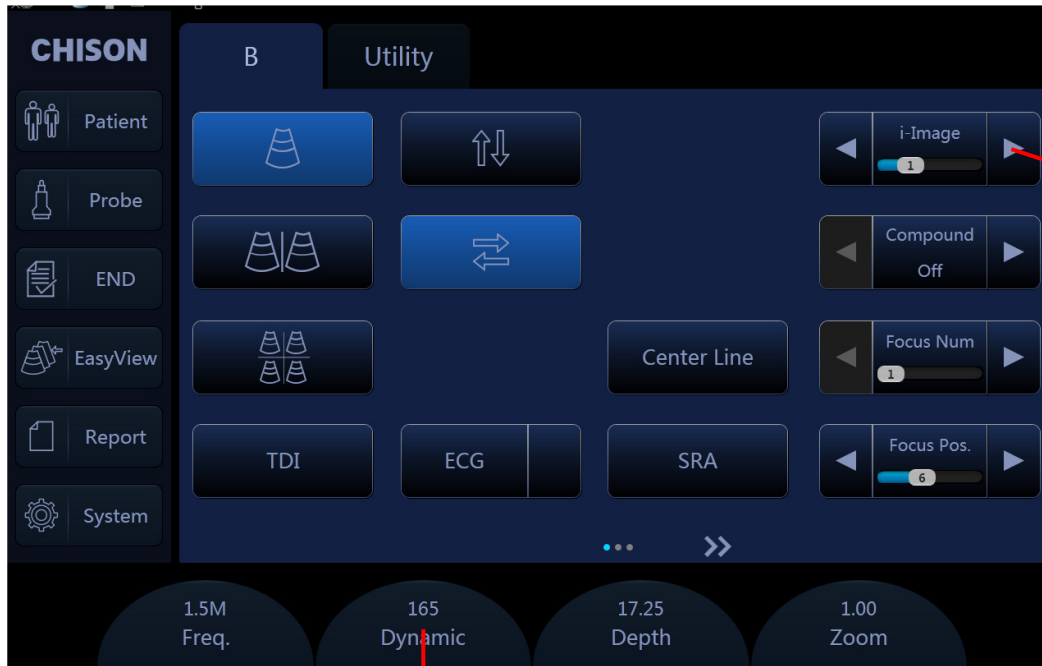 CHISON
B
Utility
Patient
Probe
END
EasyView
Report
System
i-Image
1
Compound
Off
Focus Num
1
Center Line
TDI
ECG
SRA
Focus Pos.
6
1.5M
Freq.
165
Dynamic
17.25
Depth
1.00
Zoom